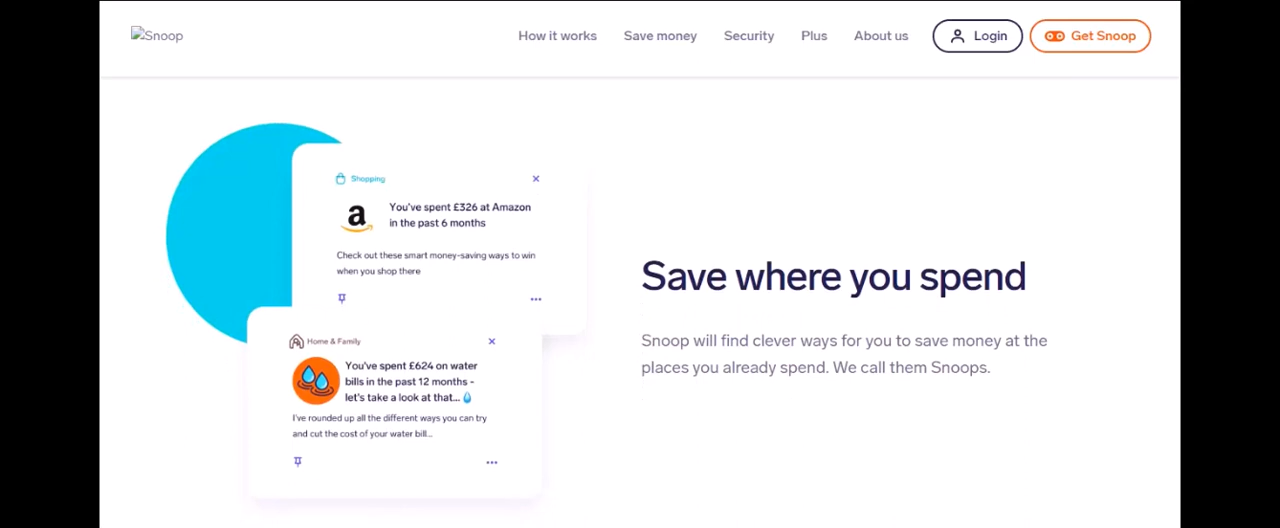 Snoop
How it works
Save money
Security
Plus
About us
Login
Get Snoop
Shopping
You've spent £326 at Amazon
in the past 6 months
Check out these smart money-saving ways to win
when you shop there
Home & Family
You've spent £624 on water
bills in the past 12 months -
let's take a look at that...
I've rounded up all the different ways you can try
and cut the cost of your water bill...
Save where you spend
Snoop will find clever ways for you to save money at the
places you already spend. We call them Snoops.